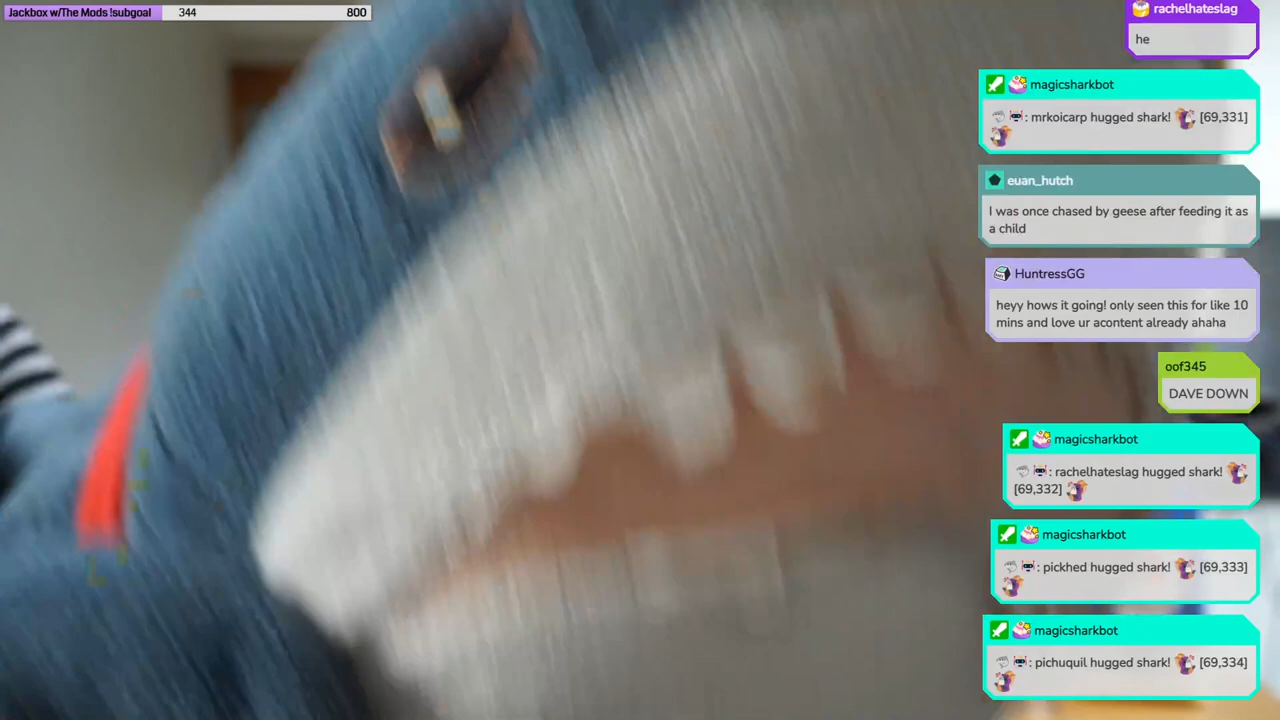 Jackbox w/The Mods !subgoal 344 800
rachelhateslag
he
magicsharkbot
: mrkoicarp hugged shark! [69,331]
euan_hutch
I was once chased by geese after feeding it as
a child
HuntressGG
heyy hows it going! only seen this for like 10
mins and love ur acontent already ahaha
oof345
DAVE DOWN
magicsharkbot
: rachelhateslag hugged shark!
[69,332]
magicsharkbot
: pickhed hugged shark! [69,333]
magicsharkbot
: pichuquil hugged shark! [69,334]